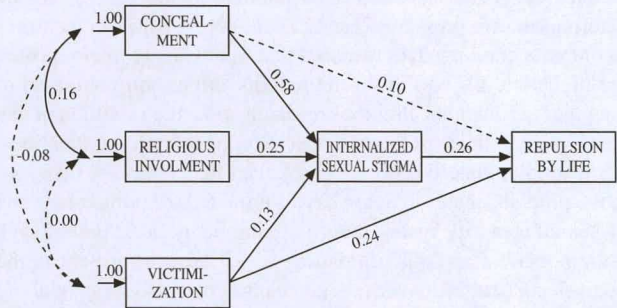 1.00
CONCEAL-
MENT
0.16
0.58
0.10
-0.08
1.00
RELIGIOUS
INVOLMENT
0.25
INTERNALIZED
SEXUAL STIGMA
0.26
REPULSION
BY LIFE
0.00
0.13
0.24
1.00
VICTIMI-
ZATION